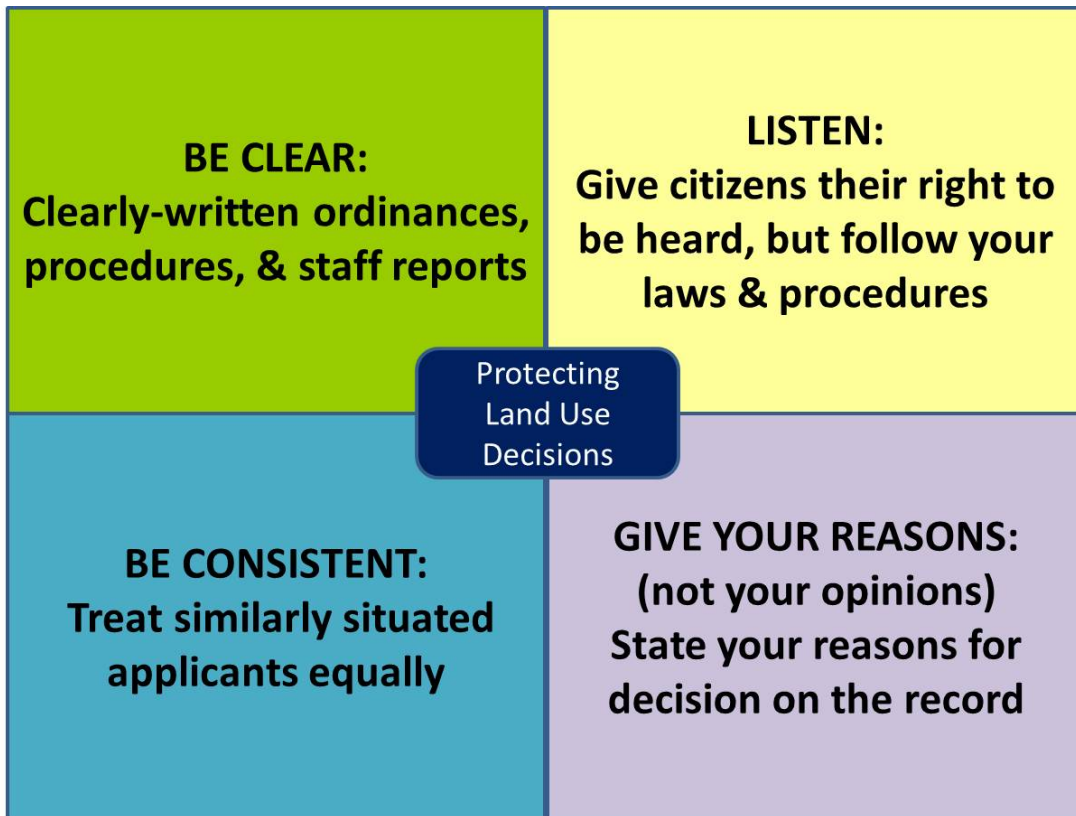 BE CLEAR:
Clearly-written ordinances,
procedures, & staff reports
LISTEN:
Give citizens their right to
be heard, but follow your
laws & procedures
Protecting
Land Use
Decisions
BE CONSISTENT:
Treat similarly situated
applicants equally
GIVE YOUR REASONS:
(not your opinions)
State your reasons for
decision on the record